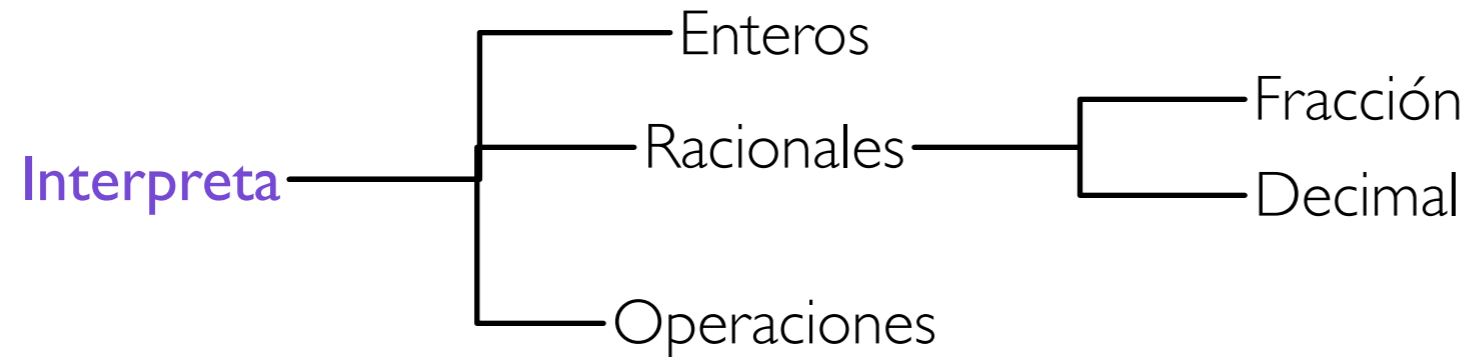 Enteros
Fracción
Racionales
Interpreta
Decimal
Operaciones